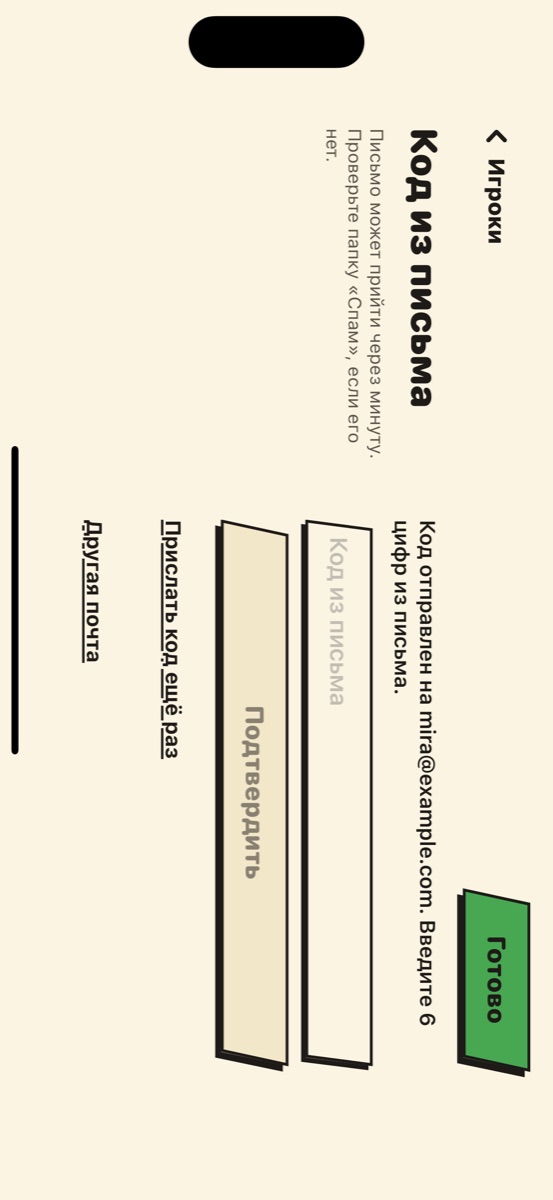 Игроки
Готово
Код из письма
Письмо может прийти через минуту.
Проверьте папку «Спам», если его
нет.
Код отправлен на mira@example.com. Введите 6
цифр из письма.
Код из письма
Подтвердить
Прислать код ещё раз
Другая почта